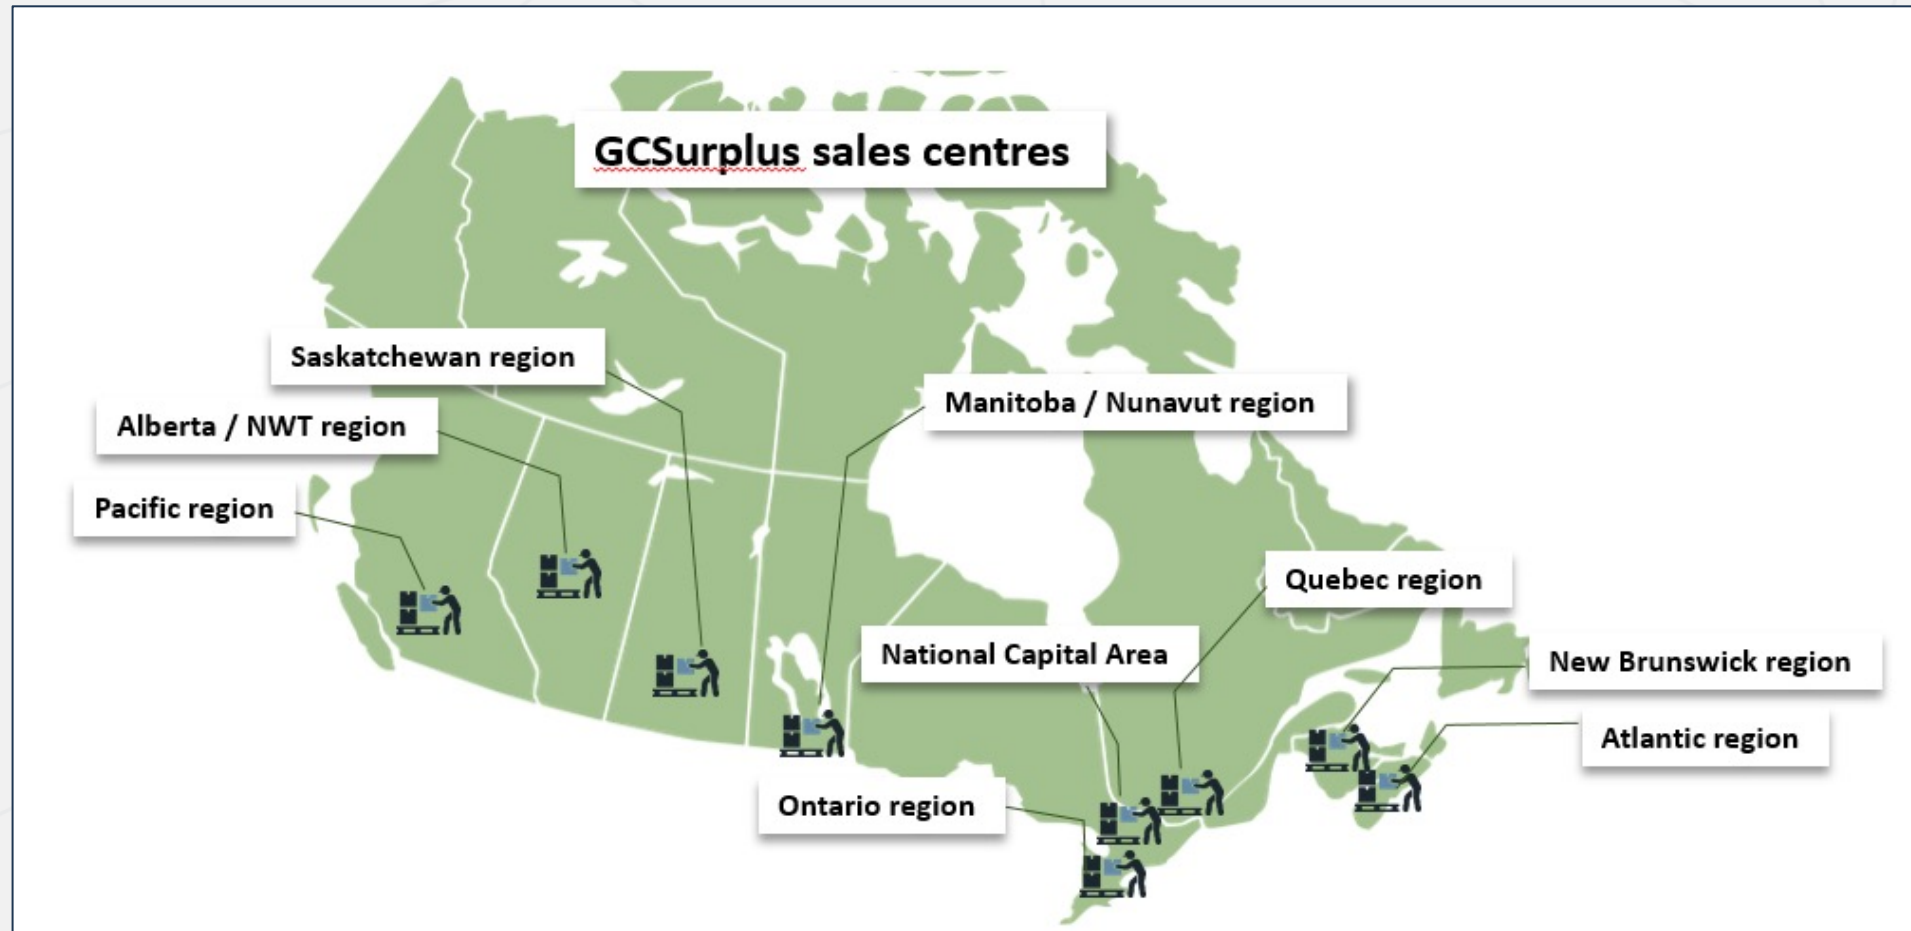 GCSurplus sales centres
Saskatchewan region
Manitoba / Nunavut region
Alberta / NWT region
Pacific region
Quebec region
National Capital Area
New Brunswick region
Atlantic region
Ontario region